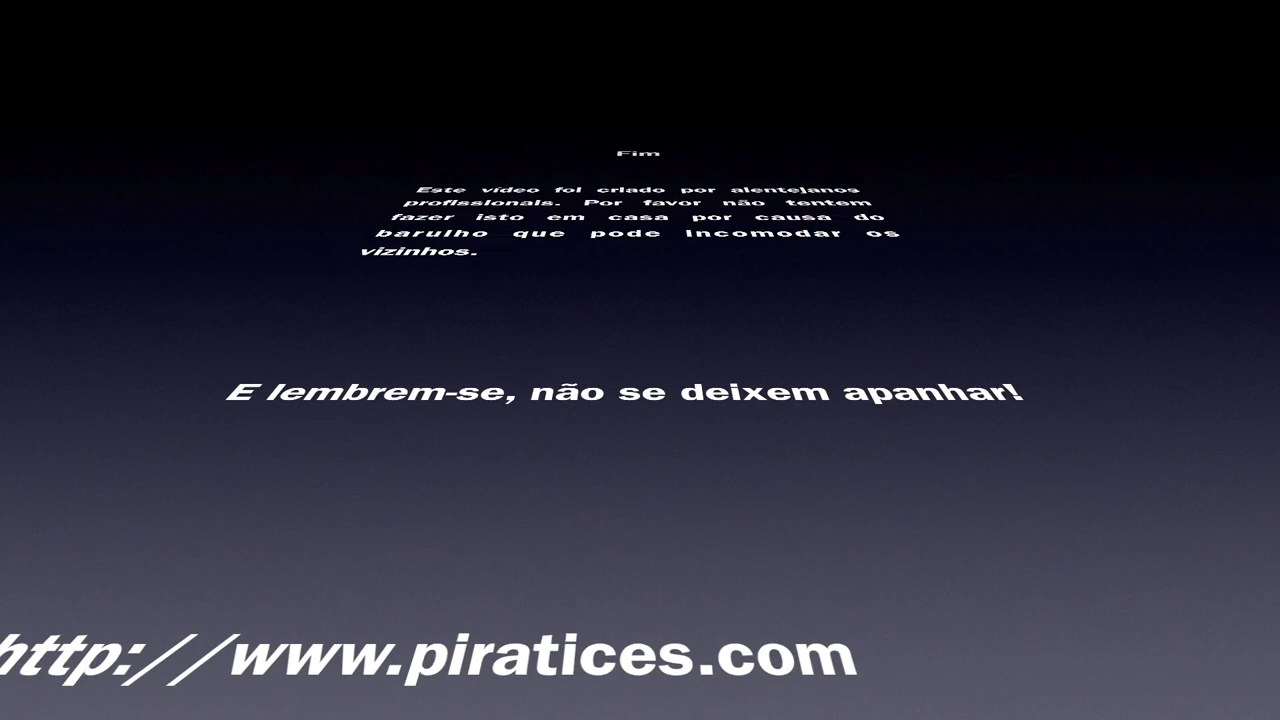 Fim
Este vídeo foi criado por alentejanos
profissionais. Por favor não tentem
fazer isto em casa por causa do
barulho que pode incomodar os
vizinhos.
E lembrem-se, não se deixem apanhar!
http://www.piratices.com